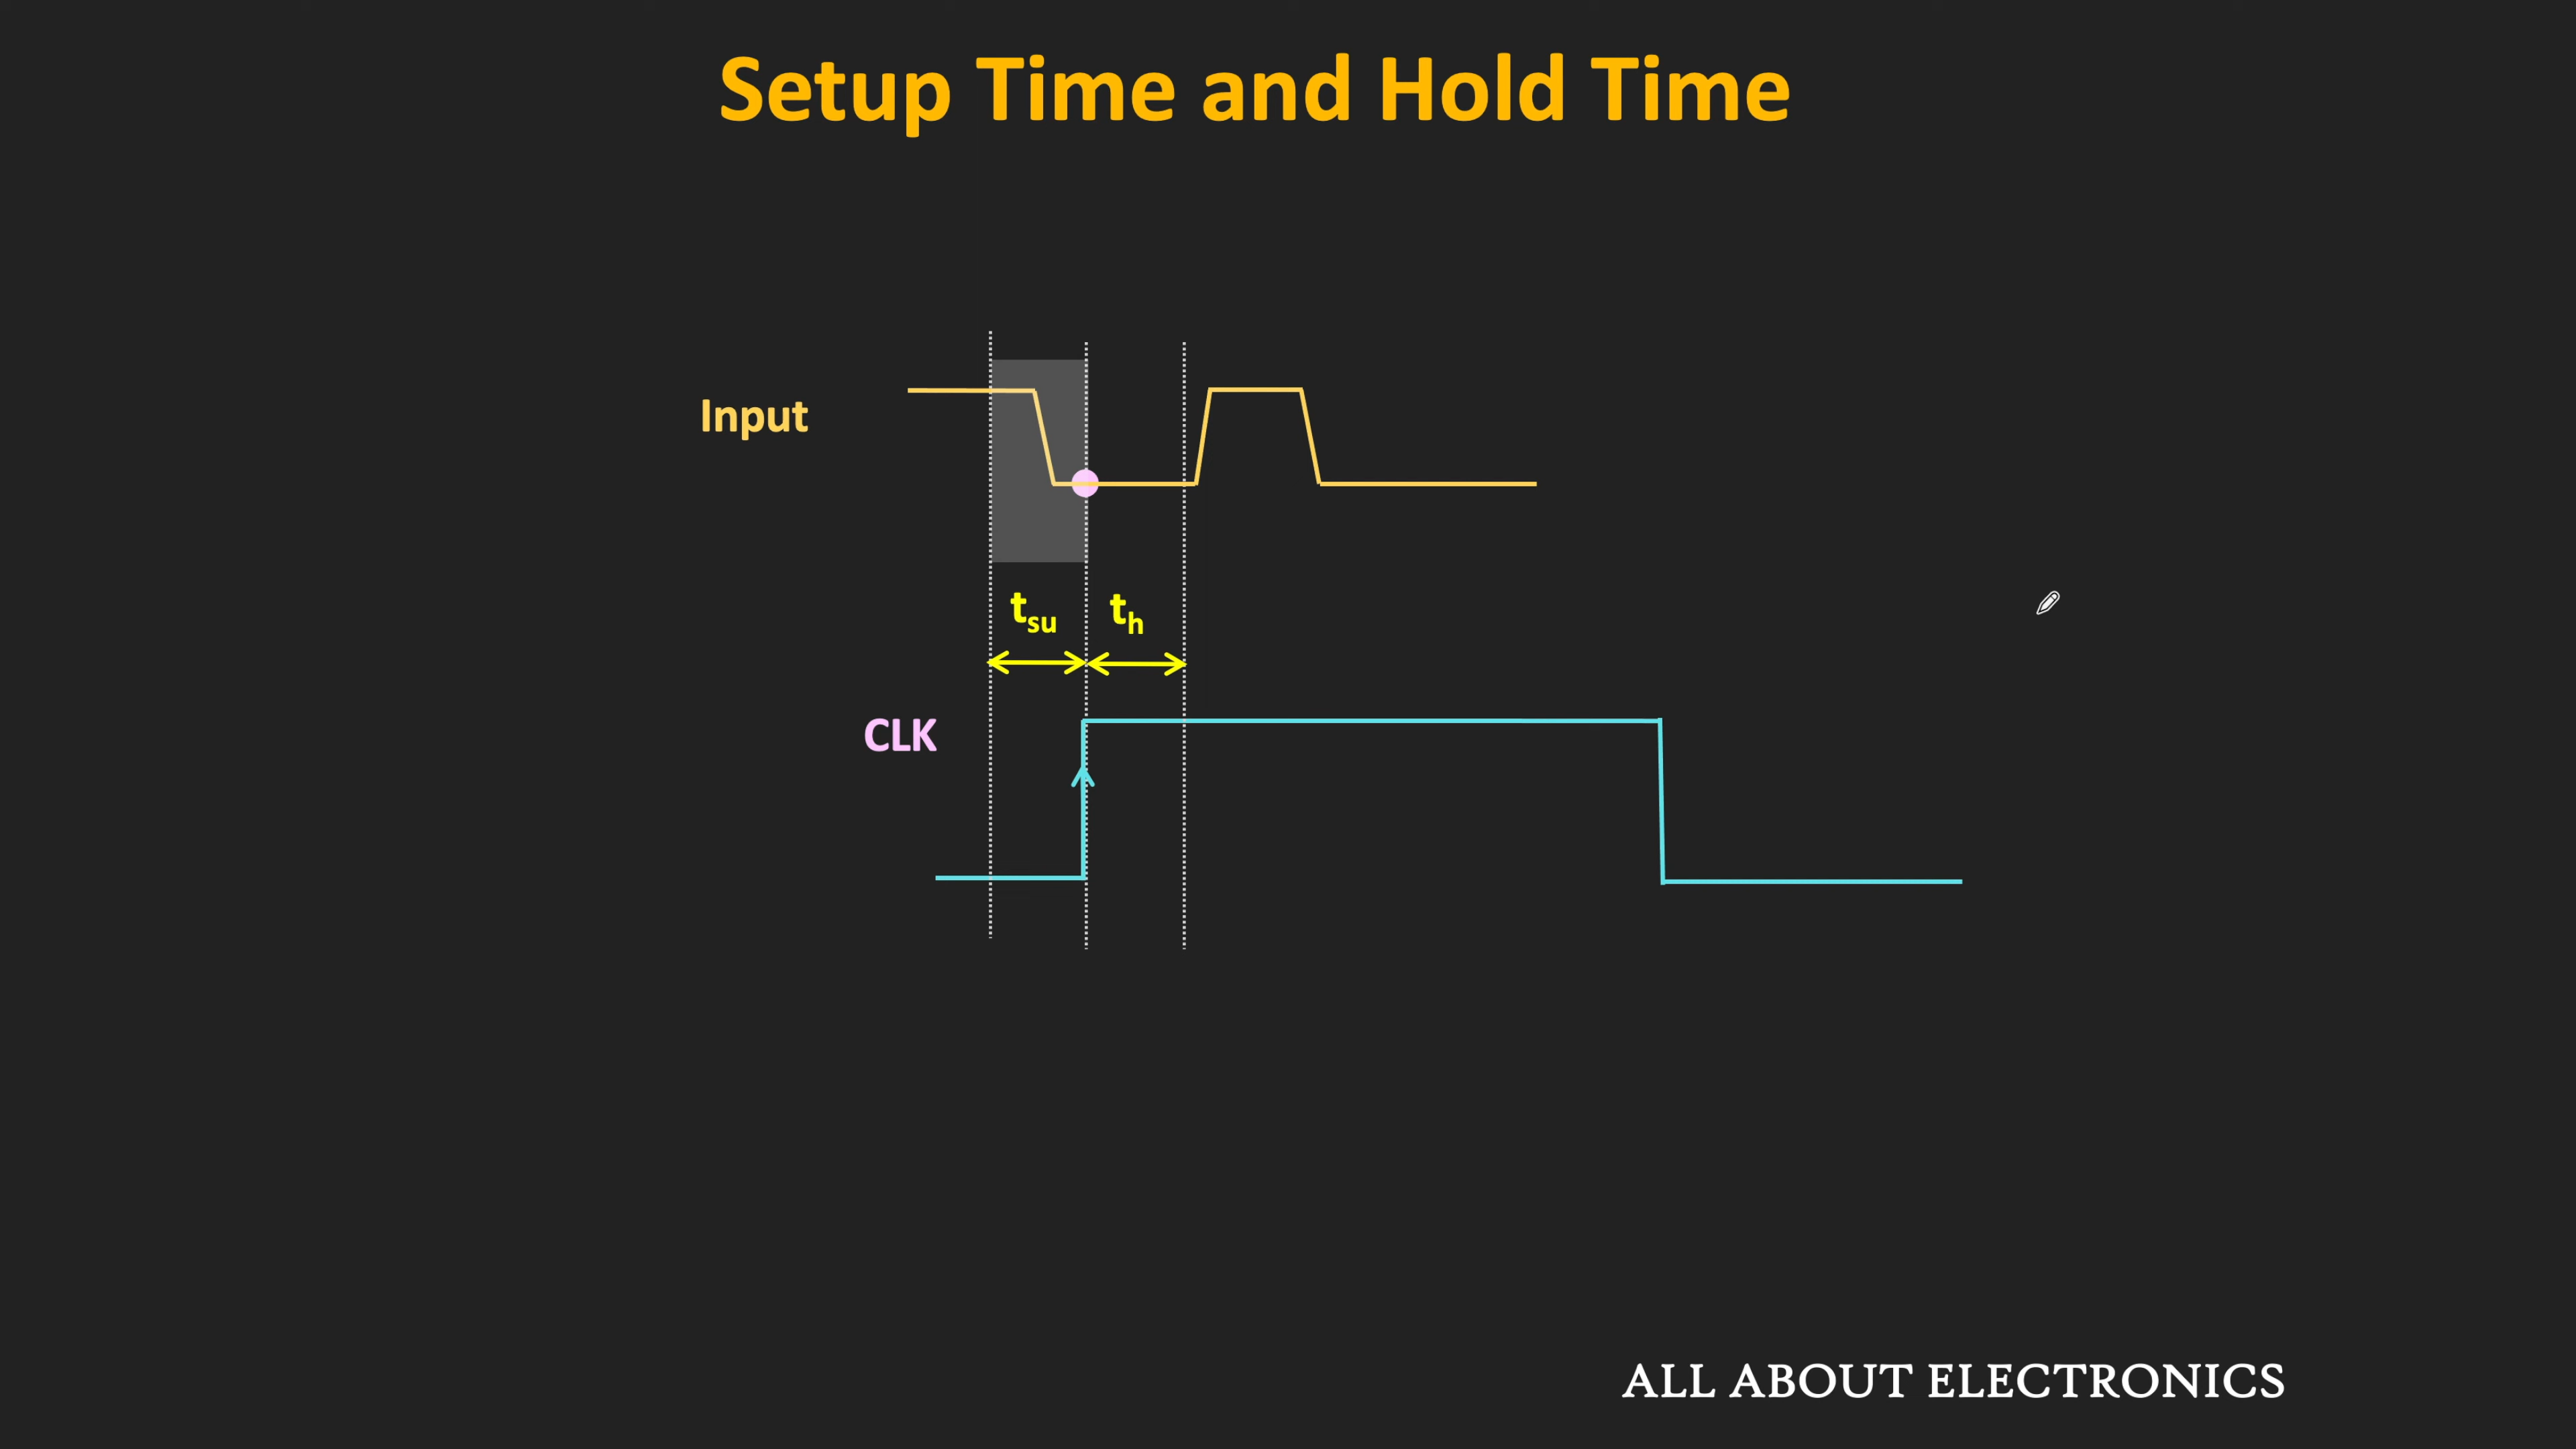 Setup Time and Hold Time
Input
tsu th
CLK
ALL ABOUT ELECTRONICS